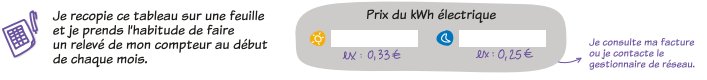 Je recopie ce tableau sur une feuille
et je prends l'habitude de faire
un relevé de mon compteur au début
de chaque mois.
Prix du kWh électrique
ex : 0,33 €
ex : 0,25 €
Je consulte ma facture
ou je contacte le
gestionnaire de réseau.